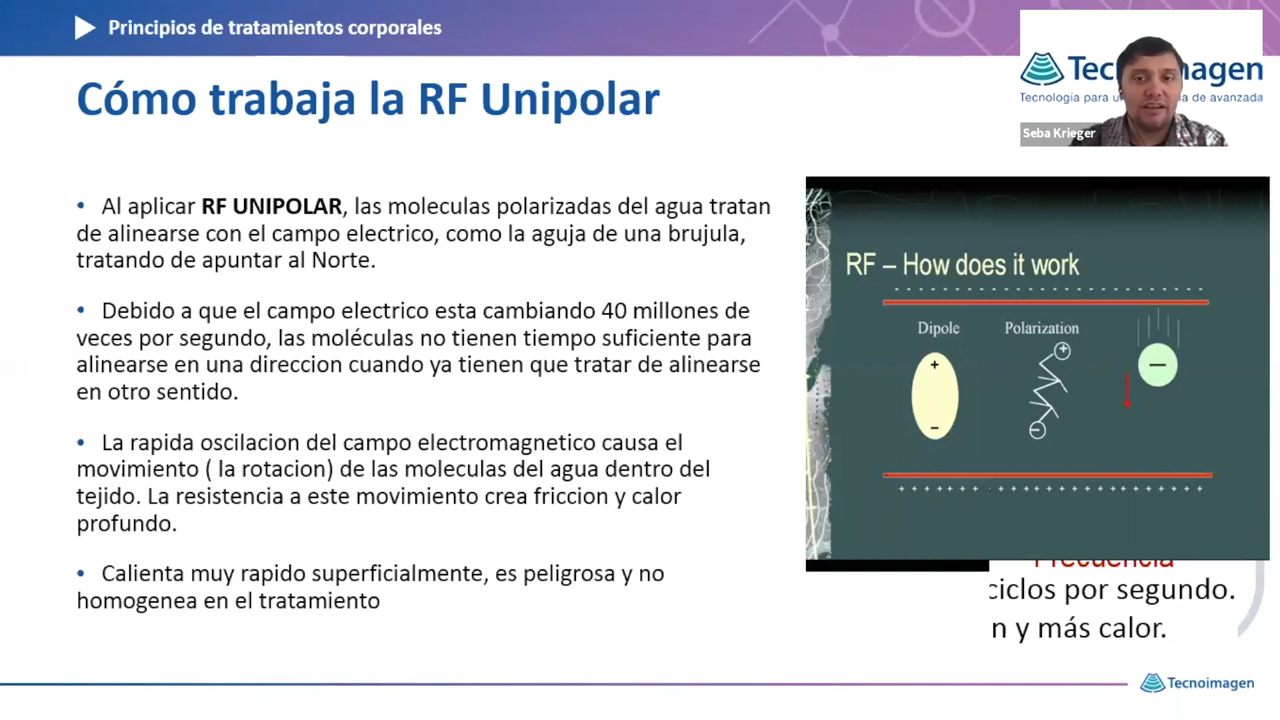 Principios de tratamientos corporales
Cómo trabaja la RF Unipolar
Tecnología para
de avanzada
Seba Krieger
• Al aplicar RF UNIPOLAR, las moleculas polarizadas del agua tratan
de alinearse con el campo electrico, como la aguja de una brujula,
tratando de apuntar al Norte.
• Debido a que el campo electrico esta cambiando 40 millones de
veces por segundo, las moléculas no tienen tiempo suficiente para
alinearse en una direccion cuando ya tienen que tratar de alinearse
en otro sentido.
• La rapida oscilacion del campo electromagnetico causa el
movimiento ( la rotacion) de las moleculas del agua dentro del
tejido. La resistencia a este movimiento crea friccion y calor
profundo.
• Calienta muy rapido superficialmente, es peligrosa y no
homogenea en el tratamiento
RF – How does it work
Dipole
Polarization
Frecuencia
ciclos por segundo.
n y más calor.
Tecnoimagen